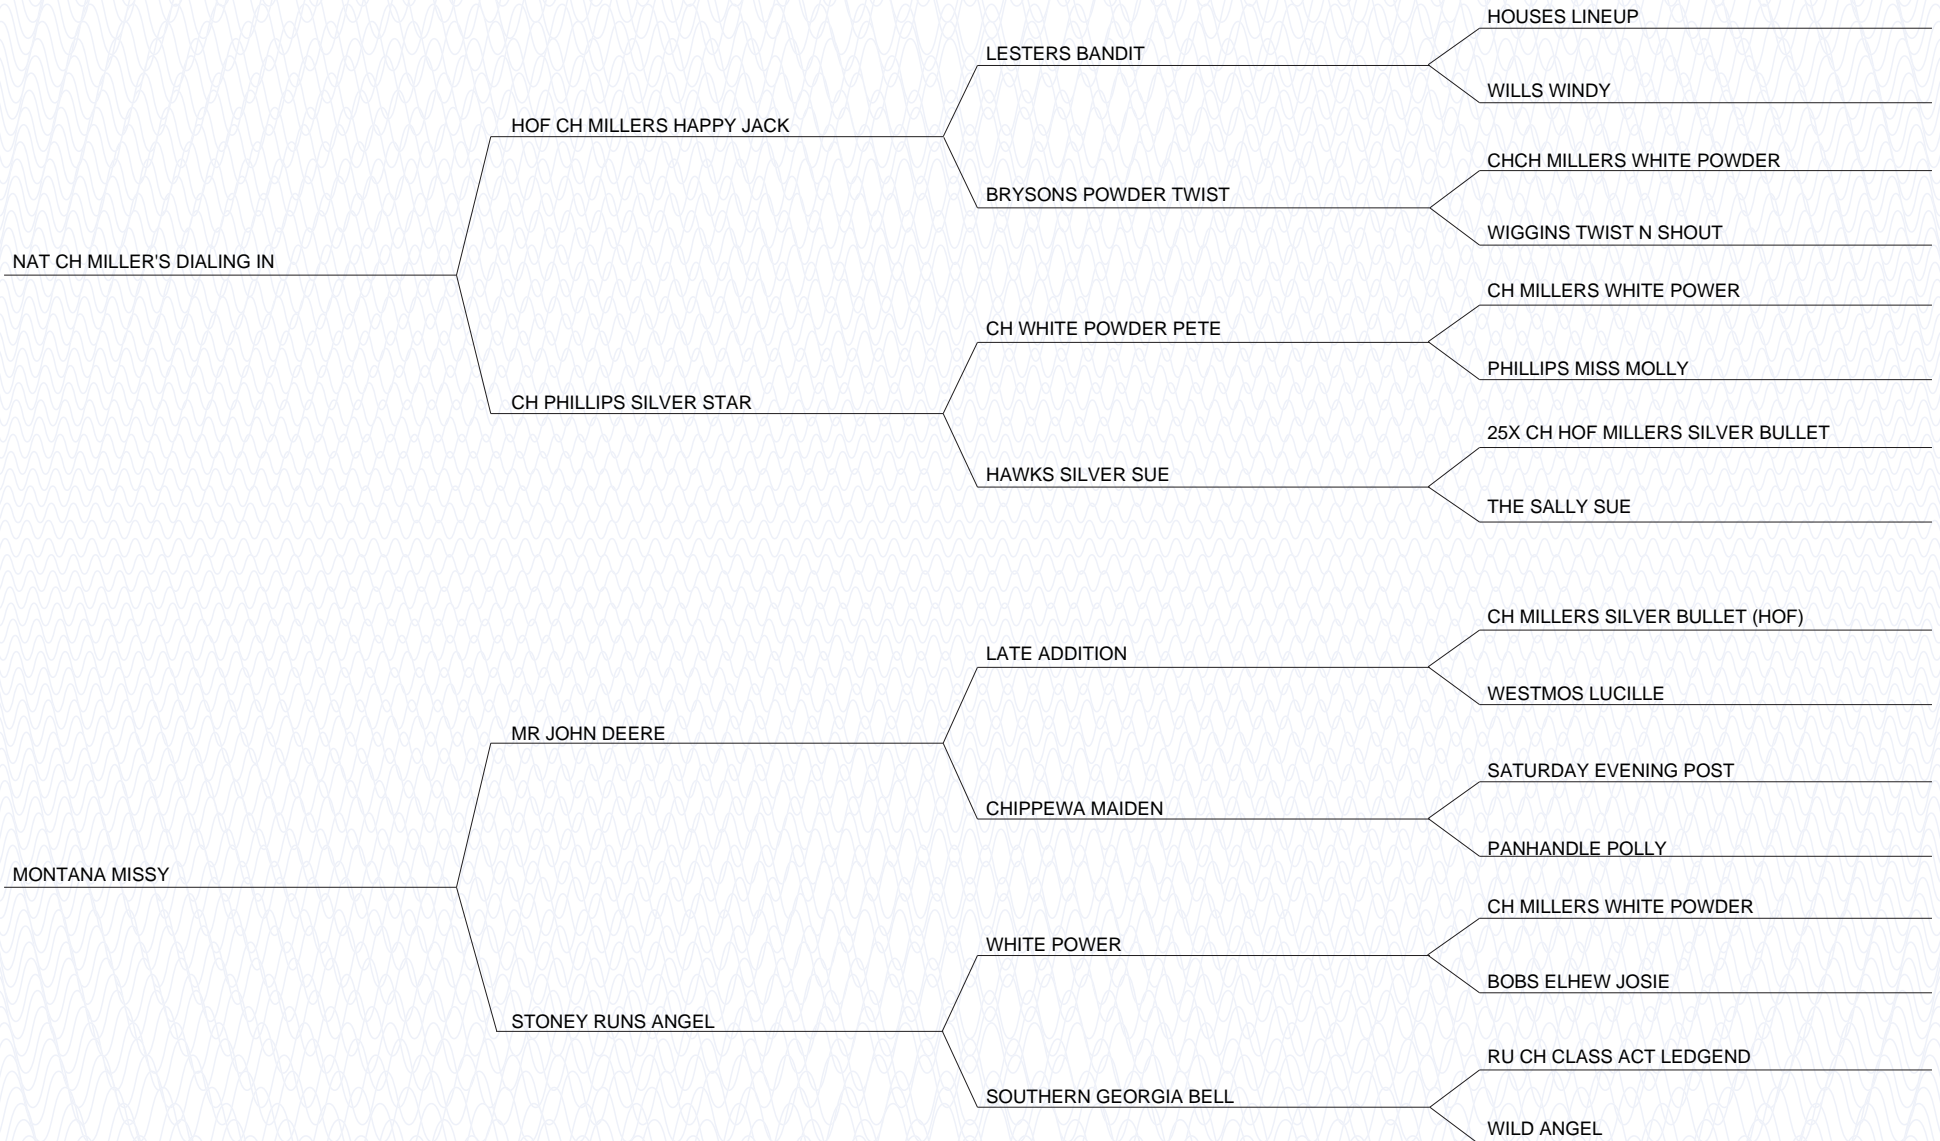 HOUSES LINEUP
LESTERS BANDIT
WILLS WINDY
HOF CH MILLERS HAPPY JACK
CHCH MILLERS WHITE POWDER
BRYSONS POWDER TWIST
WIGGINS TWIST N SHOUT
NAT CH MILLER'S DIALING IN
CH MILLERS WHITE POWER
CH WHITE POWDER PETE
PHILLIPS MISS MOLLY
CH PHILLIPS SILVER STAR
25X CH HOF MILLERS SILVER BULLET
HAWKS SILVER SUE
THE SALLY SUE
CH MILLERS SILVER BULLET (HOF)
LATE ADDITION
WESTMOS LUCILLE
MR JOHN DEERE
SATURDAY EVENING POST
CHIPPEWA MAIDEN
PANHANDLE POLLY
MONTANA MISSY
CH MILLERS WHITE POWDER
WHITE POWER
BOBS ELHEW JOSIE
STONEY RUNS ANGEL
RU CH CLASS ACT LEDGEND
SOUTHERN GEORGIA BELL
WILD ANGEL